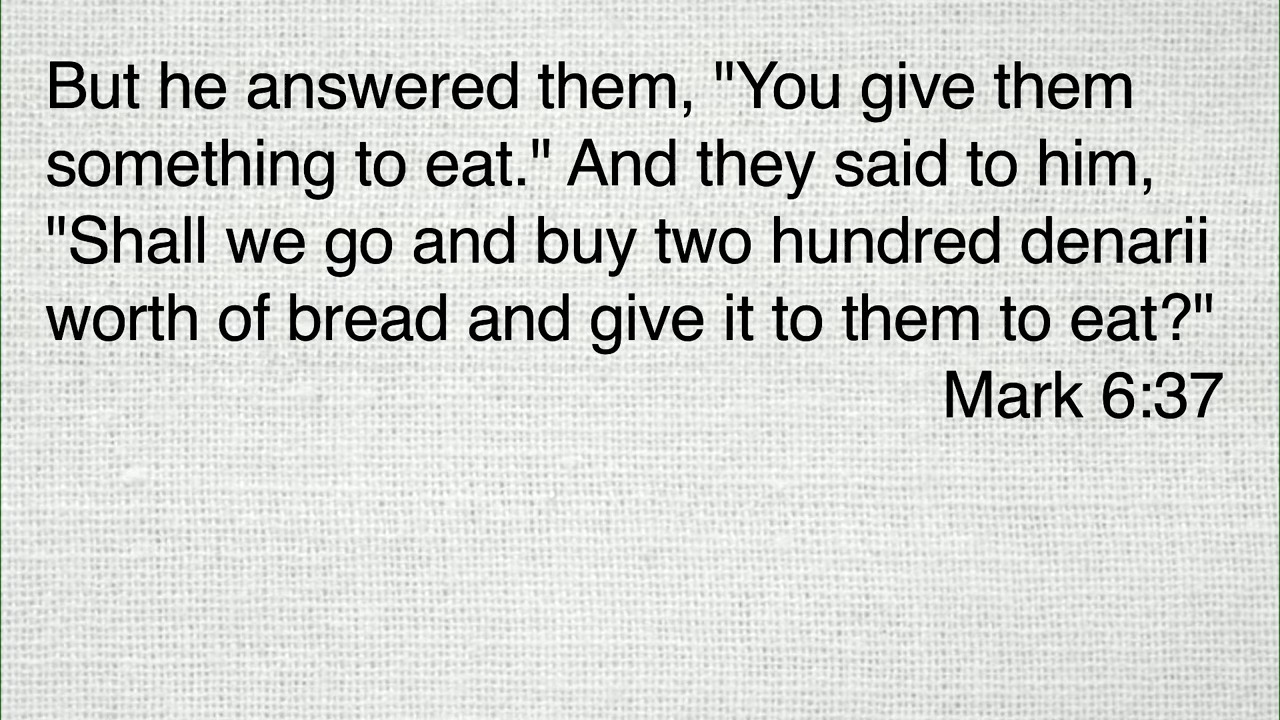 But he answered them, "You give them
something to eat." And they said to him,
"Shall we go and buy two hundred denarii
worth of bread and give it to them to eat?"
Mark 6:37